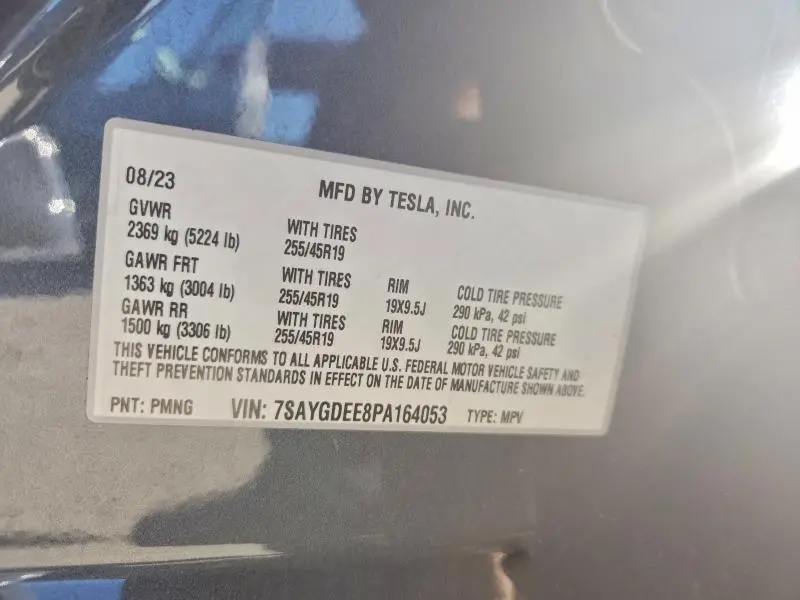 08/23 MFD BY TESLA, INC.
GVWR
2369 kg (5224 lb) WITH TIRES 255/45R19
GAWR FRT
1363 kg (3004 lb) WITH TIRES 255/45R19 RIM 19X9.5J COLD TIRE PRESSURE 290 kPa, 42 psi
GAWR RR
1500 kg (3306 lb) WITH TIRES 255/45R19 RIM 19X9.5J COLD TIRE PRESSURE 290 kPa, 42 psi
THIS VEHICLE CONFORMS TO ALL APPLICABLE U.S. FEDERAL MOTOR VEHICLE SAFETY AND
THEFT PREVENTION STANDARDS IN EFFECT ON THE DATE OF MANUFACTURE SHOWN ABOVE.
PNT: PMNG VIN: 7SAYGDEE8PA164053 TYPE: MPV